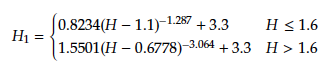 H₁ = { 0.8234(H − 1.1)^−1.287 + 3.3 H ≤ 1.6
1.5501(H − 0.6778)^−3.064 + 3.3 H > 1.6